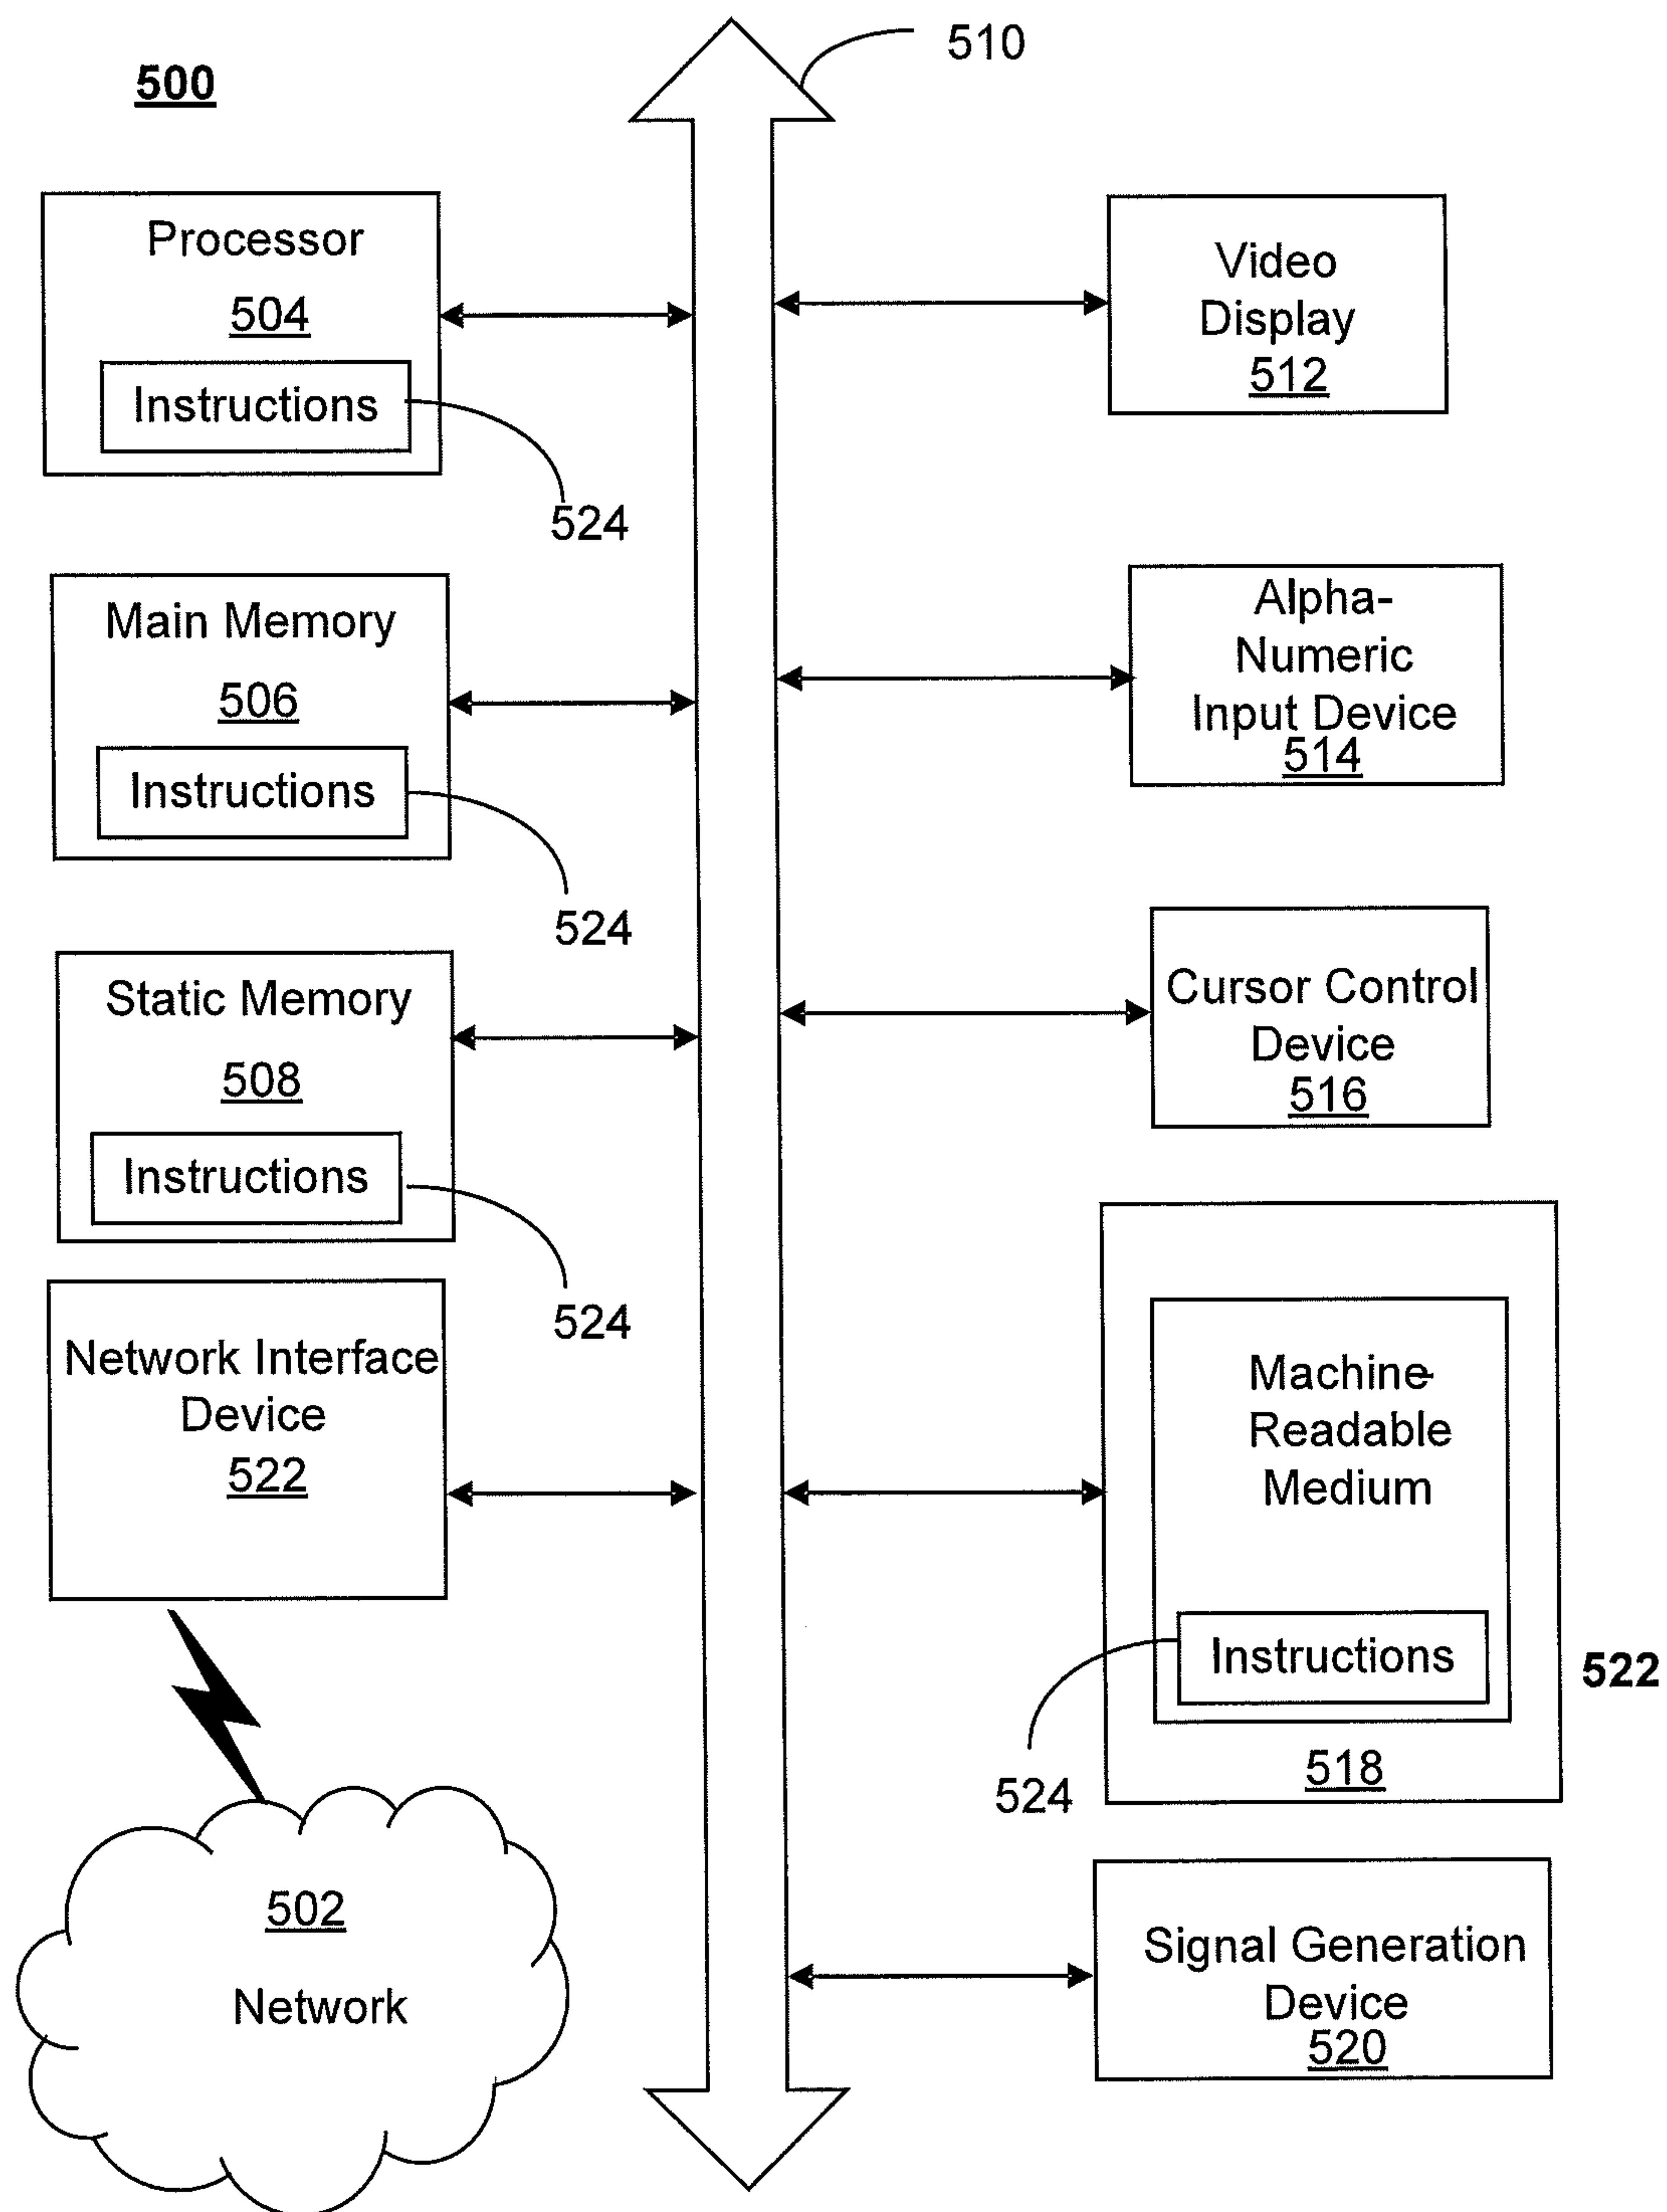 500
510
Processor
504
Instructions
524
Main Memory
506
Instructions
524
Static Memory
508
Instructions
524
Network Interface
Device
522
502
Network
Video
Display
512
Alpha-
Numeric
Input Device
514
Cursor Control
Device
516
Machine-
Readable
Medium
Instructions
522
524
518
Signal Generation
Device
520